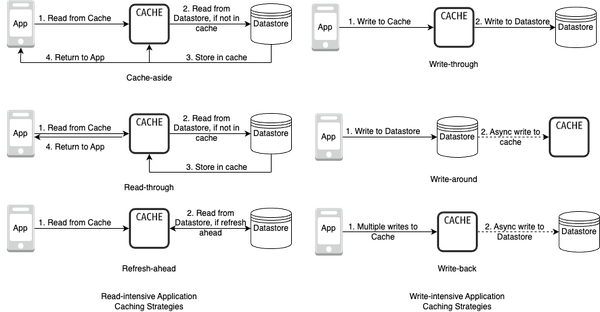 App
1. Read from Cache
CACHE
2. Read from
Datastore, if not in
cache
Datastore
4. Return to App
3. Store in cache
Cache-aside
App
1. Write to Cache
CACHE
2. Write to Datastore
Datastore
Write-through
App
1. Read from Cache
4. Return to App
CACHE
2. Read from
Datastore, if not in
cache
Datastore
3. Store in cache
Read-through
App
1. Write to Datastore
Datastore
2. Async write to
cache
CACHE
Write-around
App
1. Read from Cache
CACHE
2. Read from
Datastore, if refresh
ahead
Datastore
Refresh-ahead
App
1. Multiple writes to
Cache
CACHE
2. Async write to
Datastore
Datastore
Write-back
Read-intensive Application
Caching Strategies
Write-intensive Application
Caching Strategies